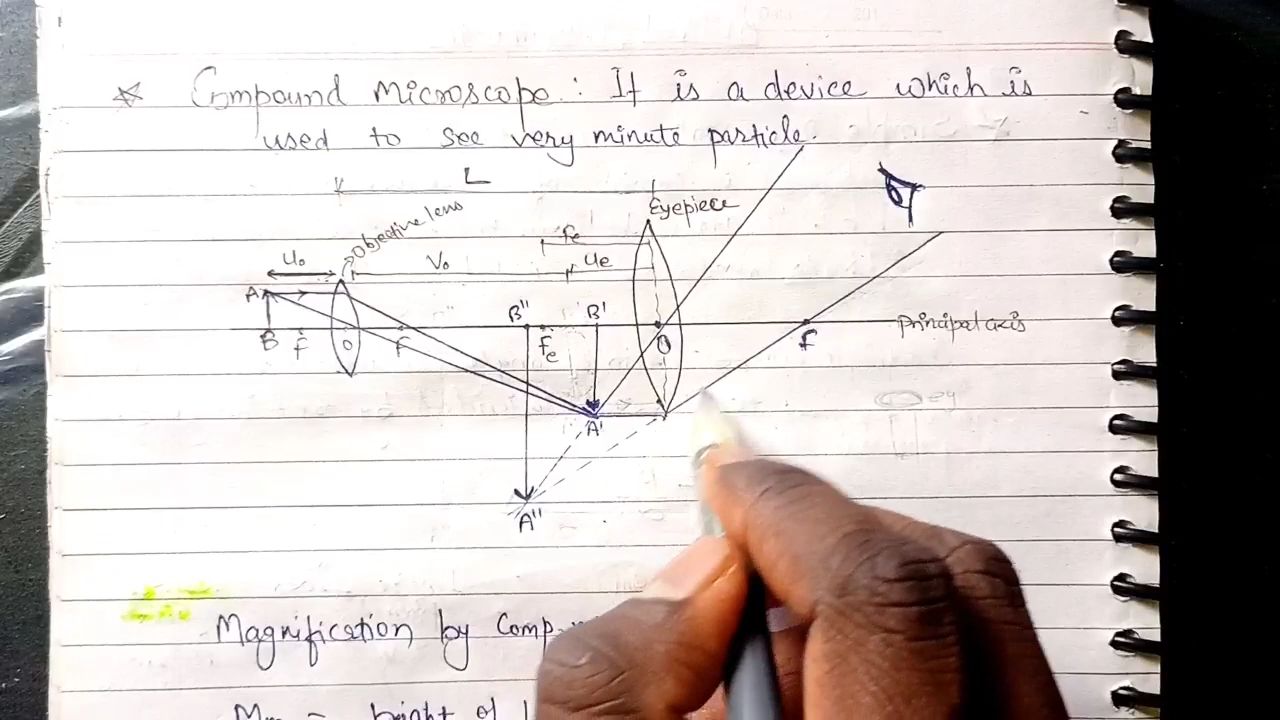 Compound microscope : It is a device which is
used to see very minute particle.
L
Objective lens
Eyepiece
fe
uo
Vo
ue
A
B
F
O
F
B"
Fe
B'
O
F
Principal axis
A'
A"
Magnification by Comp